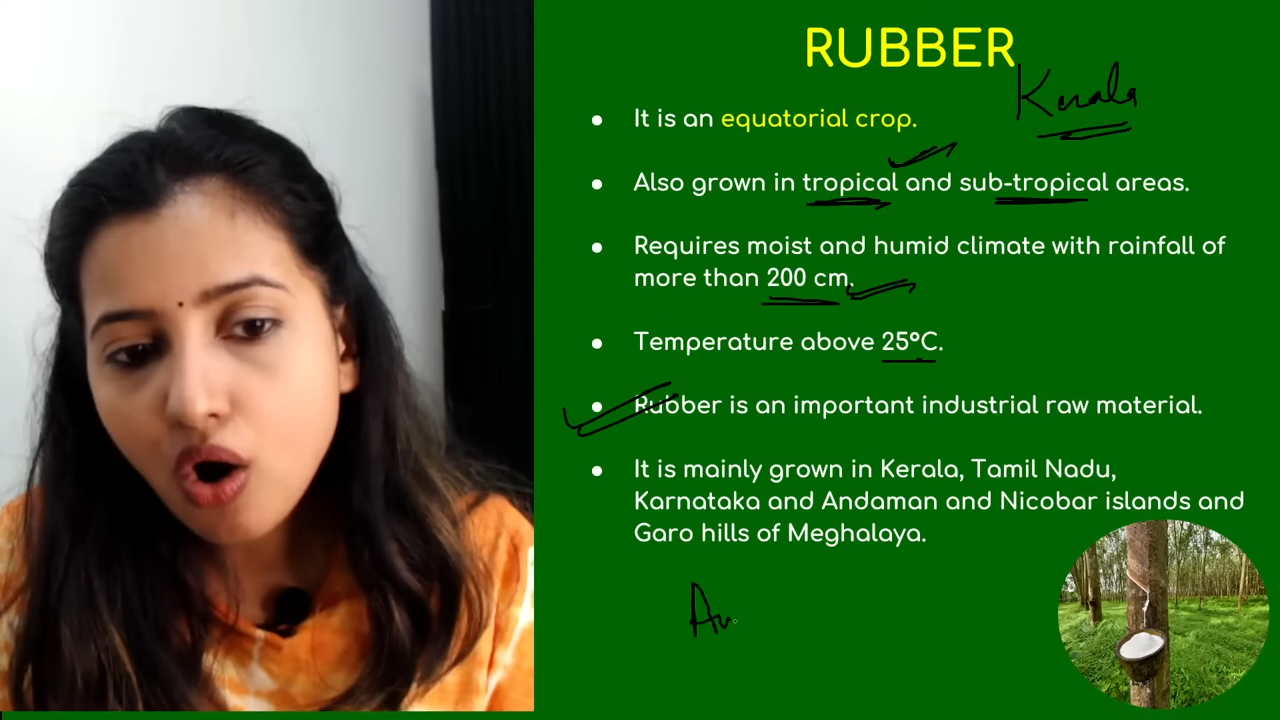 RUBBER
Kerala
It is an equatorial crop.
Also grown in tropical and sub-tropical areas.
Requires moist and humid climate with rainfall of
more than 200 cm.
Temperature above 25°C.
Rubber is an important industrial raw material.
It is mainly grown in Kerala, Tamil Nadu,
Karnataka and Andaman and Nicobar islands and
Garo hills of Meghalaya.